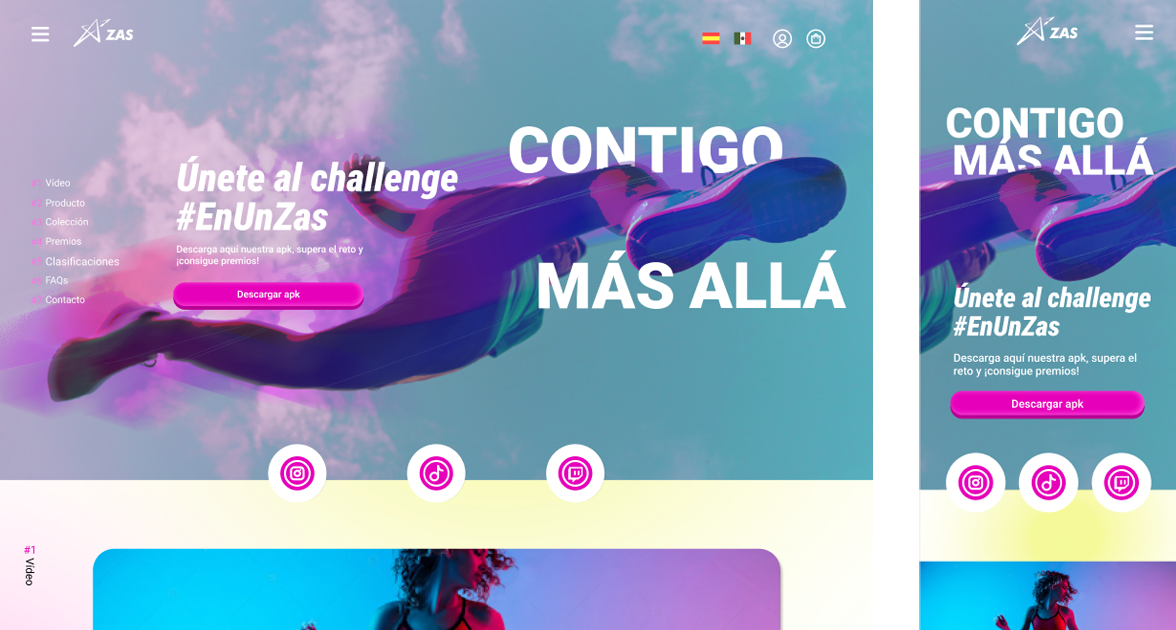 ZAS
CONTIGO
MÁS ALLÁ
Únete al challenge
#EnUnZas
Descarga aquí nuestra apk, supera el reto y
¡consigue premios!
Descargar apk
#1 Vídeo
#2 Producto
#3 Colección
#4 Premios
#5 Clasificaciones
#6 FAQs
#7 Contacto
#1 Vídeo
ZAS
CONTIGO
MÁS ALLÁ
Únete al challenge
#EnUnZas
Descarga aquí nuestra apk, supera el
reto y ¡consigue premios!
Descargar apk